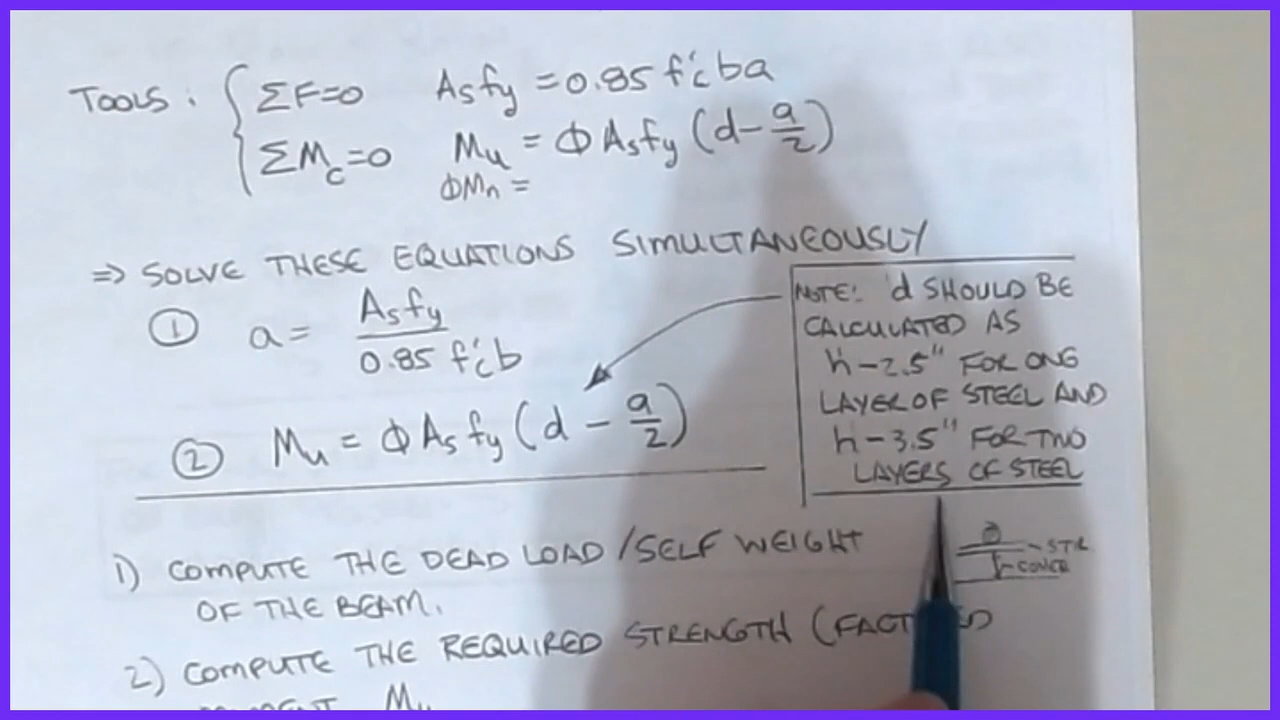 TOOLS: ΣF=0 Asfy = 0.85 f'c ba
ΣMc=0 Mu = ΦAsfy (d - a/2)
ΦMn =
⇒ SOLVE THESE EQUATIONS SIMULTANEOUSLY
① a = Asfy / 0.85 f'c b
② Mu = ΦAsfy (d - a/2)
NOTE: 'd SHOULD BE
CALCULATED AS
h-2.5" FOR ONE
LAYER OF STEEL AND
h-3.5" FOR TWO
LAYERS OF STEEL
-STR
COVER
1) COMPUTE THE DEAD LOAD/SELF WEIGHT
OF THE BEAM.
2) COMPUTE THE REQUIRED STRENGTH
Mu